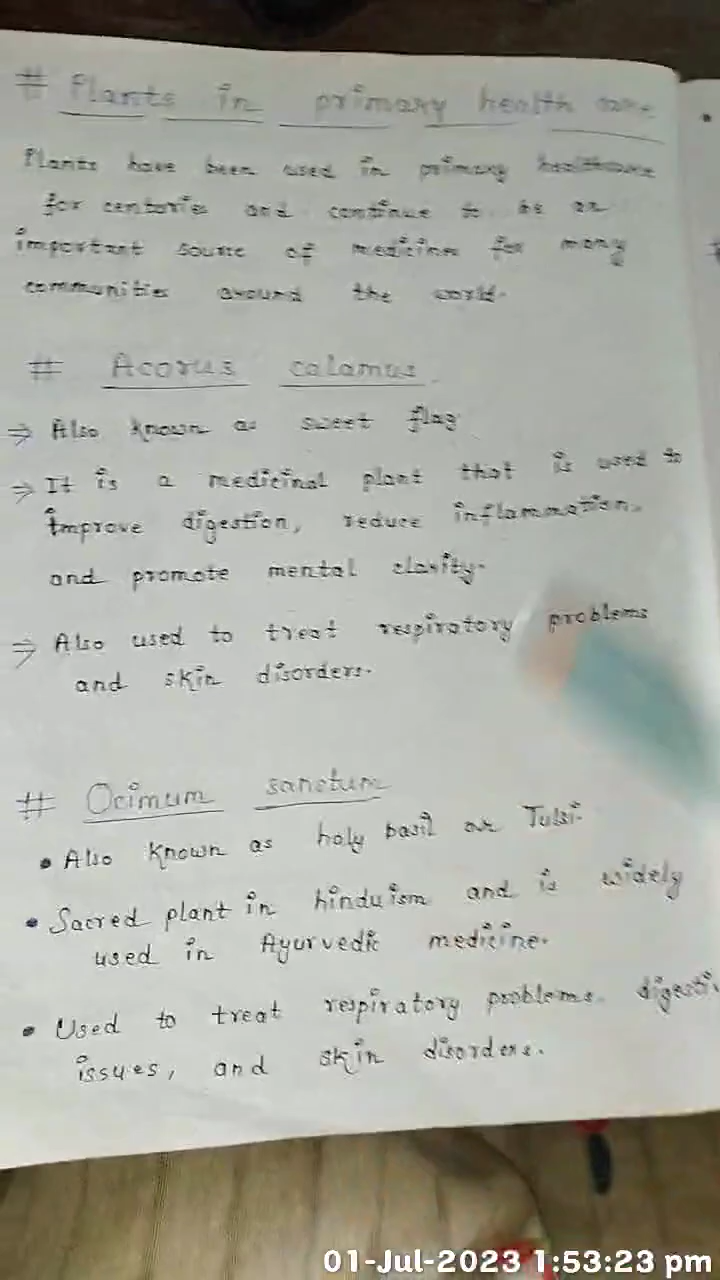 # Plants in primary health care
Plants have been used in primary healthcare
for centuries and continue to be an
important source of medicines for many
communities around the world.
# Acorus calamus
⇒ Also known as sweet flag
⇒ It is a medicinal plant that is used to
improve digestion, reduce inflammation,
and promote mental clarity.
⇒ Also used to treat respiratory problems
and skin disorders.
# Ocimum sanctum
• Also known as holy basil or Tulsi.
• Sacred plant in hinduism and is widely
used in Ayurvedic medicine.
• Used to treat respiratory problems, digesti
issues, and skin disorders.
01-Jul-2023 1:53:23 pm